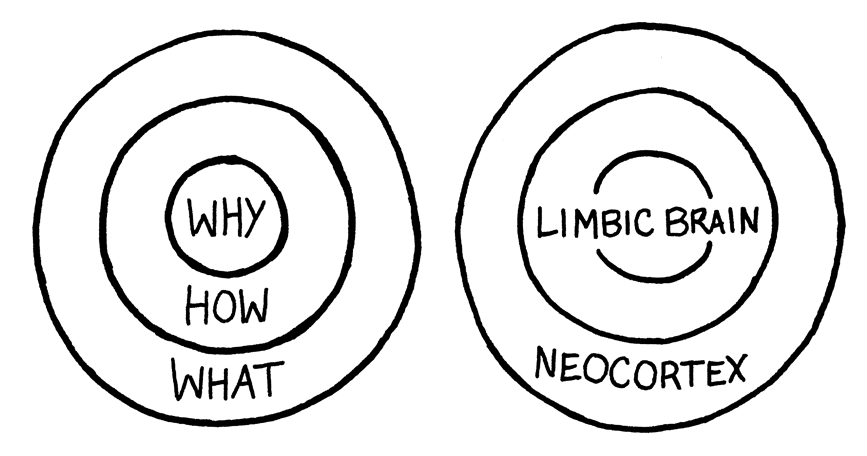 WHY
HOW
WHAT
LIMBIC BRAIN
NEOCORTEX